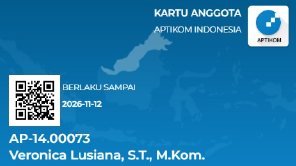 KARTU ANGGOTA
APTIKOM INDONESIA
APTIKOM
BERLAKU SAMPAI
2026-11-12
AP-14.00073
Veronica Lusiana, S.T., M.Kom.